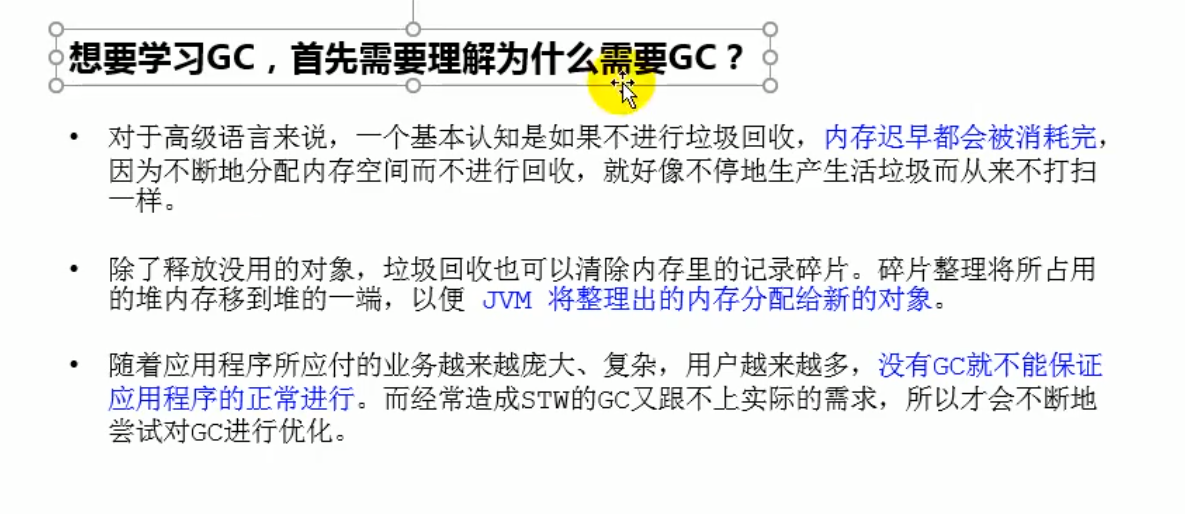 想要学习GC，首先需要理解为什么需要GC？
• 对于高级语言来说，一个基本认知是如果不进行垃圾回收，内存迟早都会被消耗完，
因为不断地分配内存空间而不进行回收，就好像不停地生产生活垃圾而从来不打扫
一样。
• 除了释放没用的对象，垃圾回收也可以清除内存里的记录碎片。碎片整理将所占用
的堆内存移到堆的一端，以便 JVM 将整理出的内存分配给新的对象。
• 随着应用程序所应付的业务越来越庞大、复杂，用户越来越多，没有GC就不能保证
应用程序的正常进行。而经常造成STW的GC又跟不上实际的需求，所以才会不断地
尝试对GC进行优化。